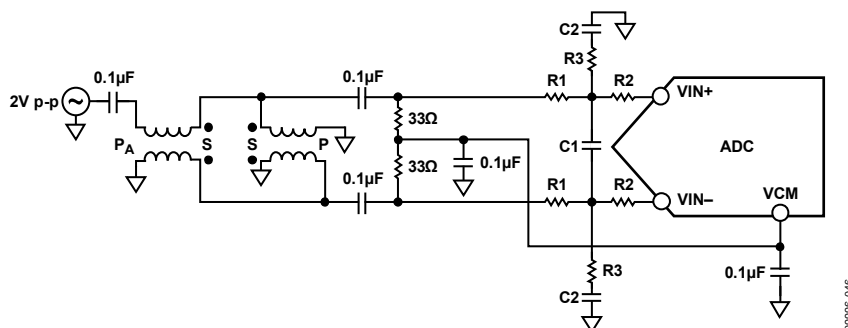 C2
R3
0.1µF
2V p-p
0.1µF
R1
R2
VIN+
33Ω
P_A
S
S
P
C1
ADC
33Ω
0.1µF
0.1µF
R1
R2
VIN–
VCM
R3
0.1µF
C2